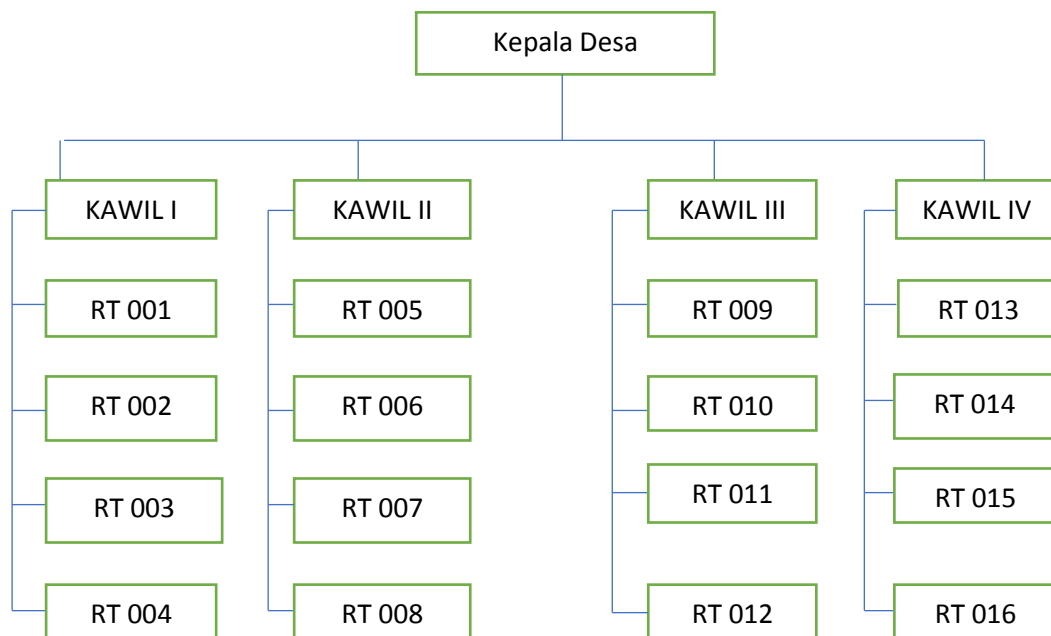 Kepala Desa
KAWIL I
KAWIL II
KAWIL III
KAWIL IV
RT 001
RT 005
RT 009
RT 013
RT 002
RT 006
RT 010
RT 014
RT 003
RT 007
RT 011
RT 015
RT 004
RT 008
RT 012
RT 016